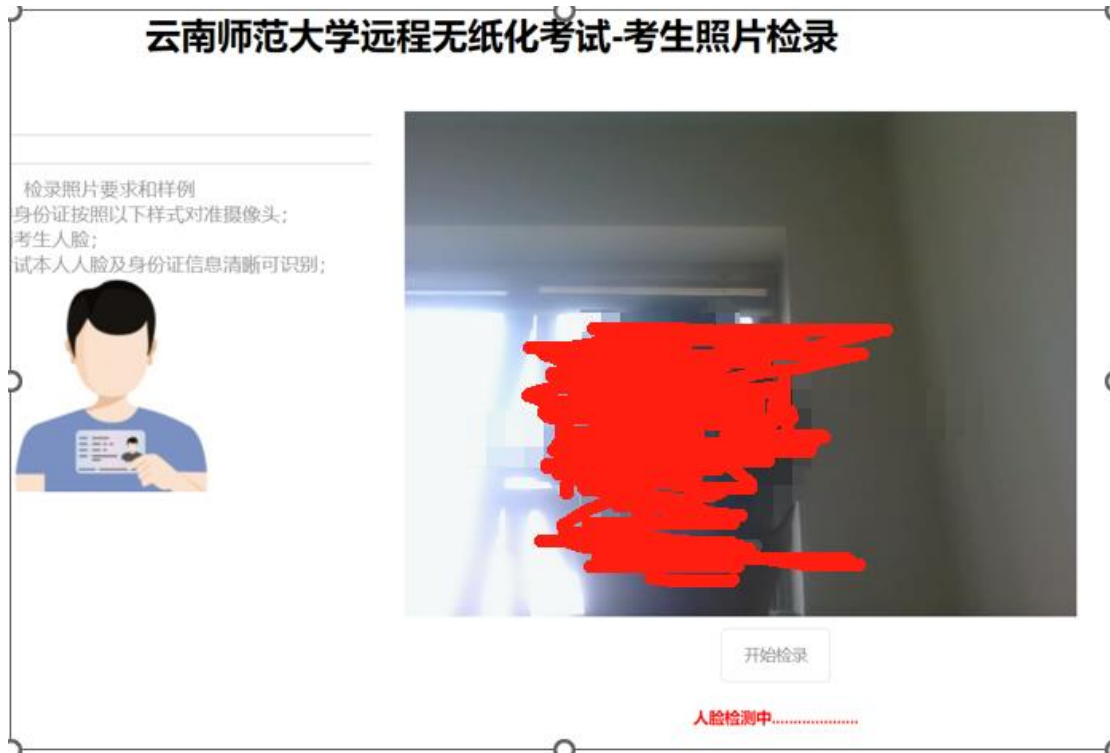 云南师范大学远程无纸化考试-考生照片检录
检录照片要求和样例
身份证按照以下样式对准摄像头;
考生人脸;
试本人人脸及身份证信息清晰可识别;
开始检录
人脸检测中....................